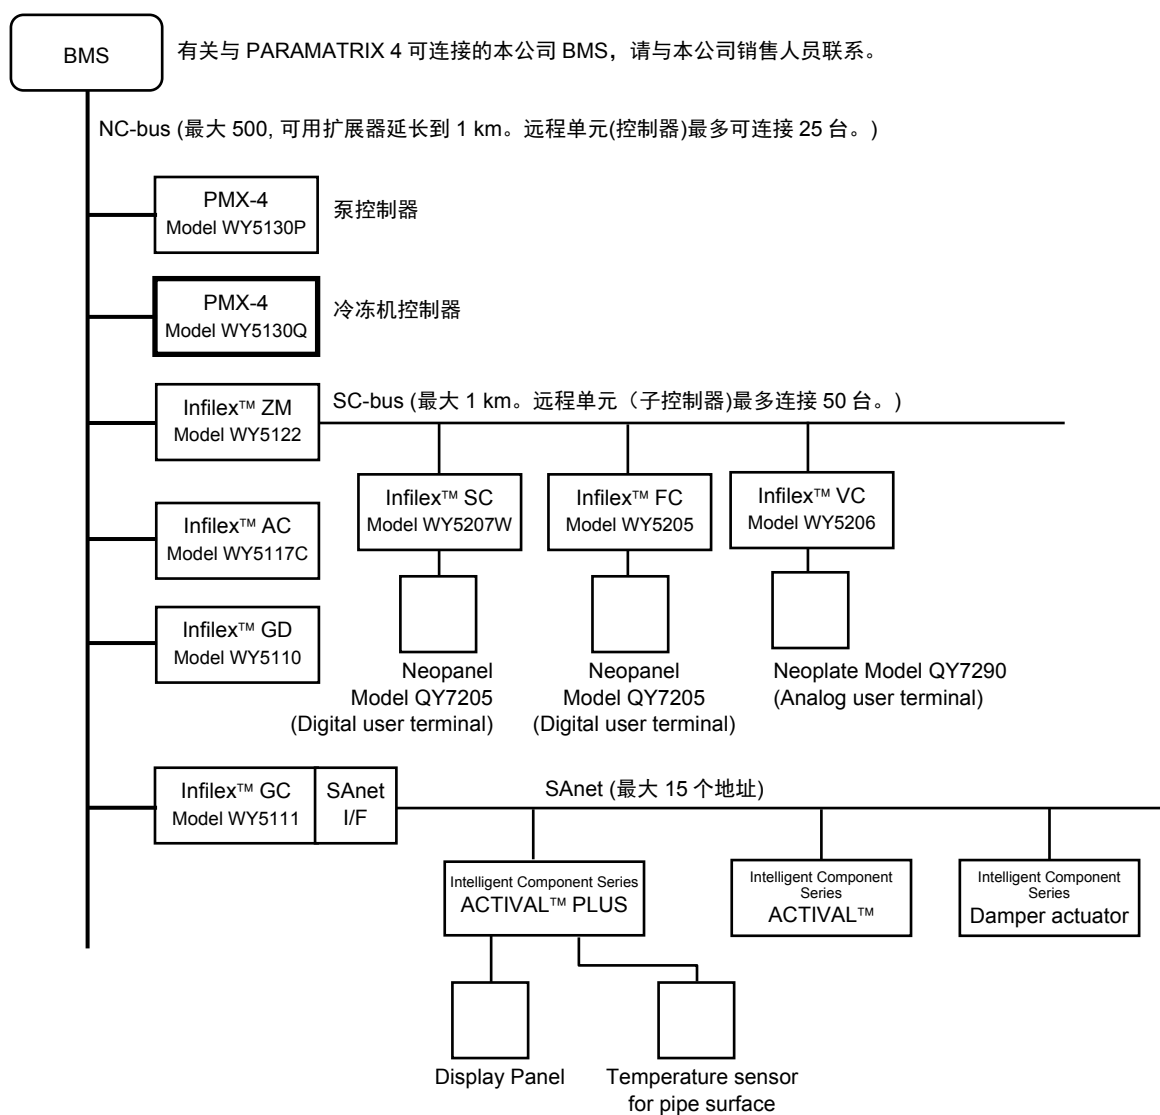 BMS
有关与 PARAMATRIX 4 可连接的本公司 BMS，请与本公司销售人员联系。
NC-bus (最大 500, 可用扩展器延长到 1 km。远程单元(控制器)最多可连接 25 台。)
PMX-4
Model WY5130P
泵控制器
PMX-4
Model WY5130Q
冷冻机控制器
Infilex™ ZM
Model WY5122
SC-bus (最大 1 km。远程单元（子控制器)最多连接 50 台。)
Infilex™ SC
Model WY5207W
Infilex™ FC
Model WY5205
Infilex™ VC
Model WY5206
Infilex™ AC
Model WY5117C
Infilex™ GD
Model WY5110
Neopanel
Model QY7205
(Digital user terminal)
Neopanel
Model QY7205
(Digital user terminal)
Neoplate Model QY7290
(Analog user terminal)
Infilex™ GC
Model WY5111
SAnet
I/F
SAnet (最大 15 个地址)
Intelligent Component Series
ACTIVAL™ PLUS
Intelligent Component
Series
ACTIVAL™
Intelligent Component
Series
Damper actuator
Display Panel
Temperature sensor
for pipe surface